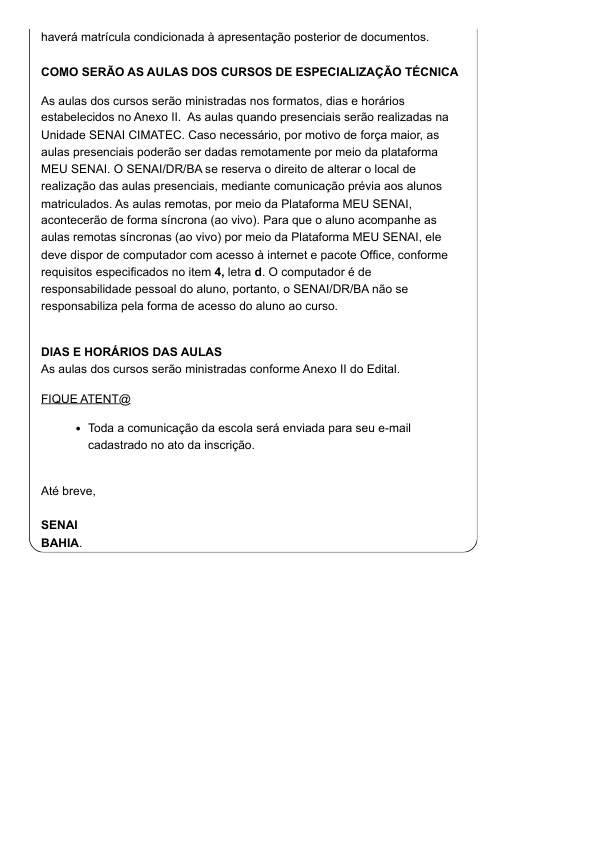 haverá matrícula condicionada à apresentação posterior de documentos.
COMO SERÃO AS AULAS DOS CURSOS DE ESPECIALIZAÇÃO TÉCNICA
As aulas dos cursos serão ministradas nos formatos, dias e horários
estabelecidos no Anexo II.  As aulas quando presenciais serão realizadas na
Unidade SENAI CIMATEC. Caso necessário, por motivo de força maior, as
aulas presenciais poderão ser dadas remotamente por meio da plataforma
MEU SENAI. O SENAI/DR/BA se reserva o direito de alterar o local de
realização das aulas presenciais, mediante comunicação prévia aos alunos
matriculados. As aulas remotas, por meio da Plataforma MEU SENAI,
acontecerão de forma síncrona (ao vivo). Para que o aluno acompanhe as
aulas remotas síncronas (ao vivo) por meio da Plataforma MEU SENAI, ele
deve dispor de computador com acesso à internet e pacote Office, conforme
requisitos especificados no item 4, letra d. O computador é de
responsabilidade pessoal do aluno, portanto, o SENAI/DR/BA não se
responsabiliza pela forma de acesso do aluno ao curso.
DIAS E HORÁRIOS DAS AULAS
As aulas dos cursos serão ministradas conforme Anexo II do Edital.
FIQUE ATENT@
• Toda a comunicação da escola será enviada para seu e-mail
cadastrado no ato da inscrição.
Até breve,
SENAI
BAHIA.